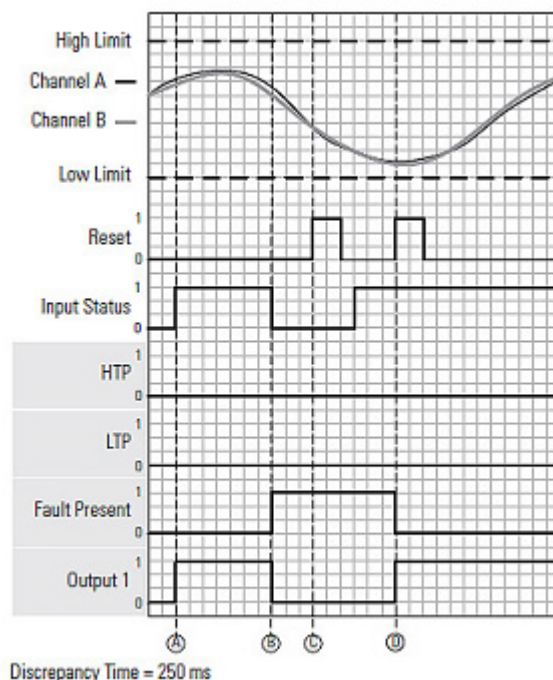 High Limit
Channel A
Channel B
Low Limit
1
Reset
0
1
Input Status
0
1
HTP
0
1
LTP
0
1
Fault Present
0
1
Output 1
0
A B C D
Discrepancy Time = 250 ms